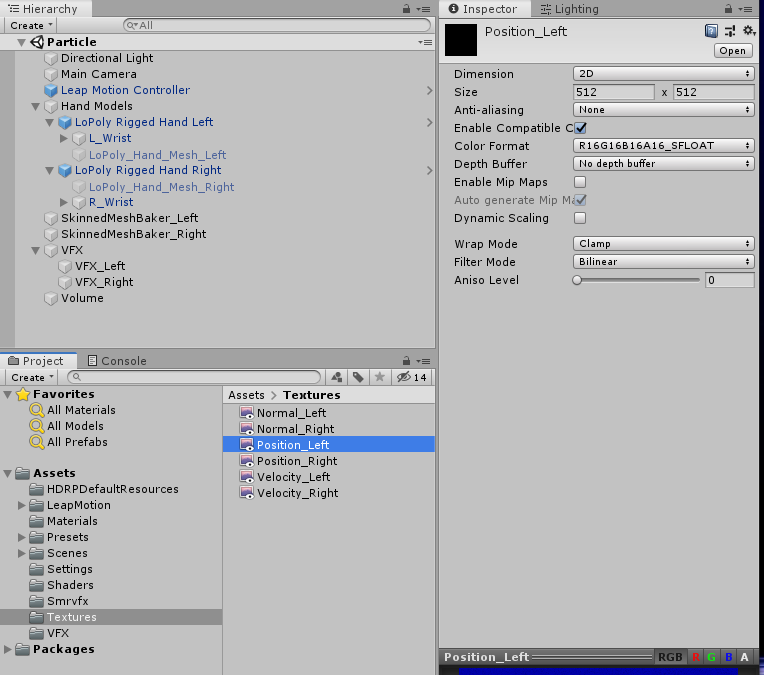 Hierarchy
Create All
Particle
Directional Light
Main Camera
Leap Motion Controller
Hand Models
LoPoly Rigged Hand Left
L_Wrist
LoPoly_Hand_Mesh_Left
LoPoly Rigged Hand Right
LoPoly_Hand_Mesh_Right
R_Wrist
SkinnedMeshBaker_Left
SkinnedMeshBaker_Right
VFX
VFX_Left
VFX_Right
Volume
Project Console
Create 14
Favorites
All Materials
All Models
All Prefabs
Assets
HDRPDefaultResources
LeapMotion
Materials
Presets
Scenes
Settings
Shaders
Smrvfx
Textures
VFX
Packages
Assets > Textures
Normal_Left
Normal_Right
Position_Left
Position_Right
Velocity_Left
Velocity_Right
Inspector Lighting
Position_Left
Open
Dimension 2D
Size 512 x 512
Anti-aliasing None
Enable Compatible C
Color Format R16G16B16A16_SFLOAT
Depth Buffer No depth buffer
Enable Mip Maps
Auto generate Mip Ma
Dynamic Scaling
Wrap Mode Clamp
Filter Mode Bilinear
Aniso Level 0
Position_Left RGB R G B A